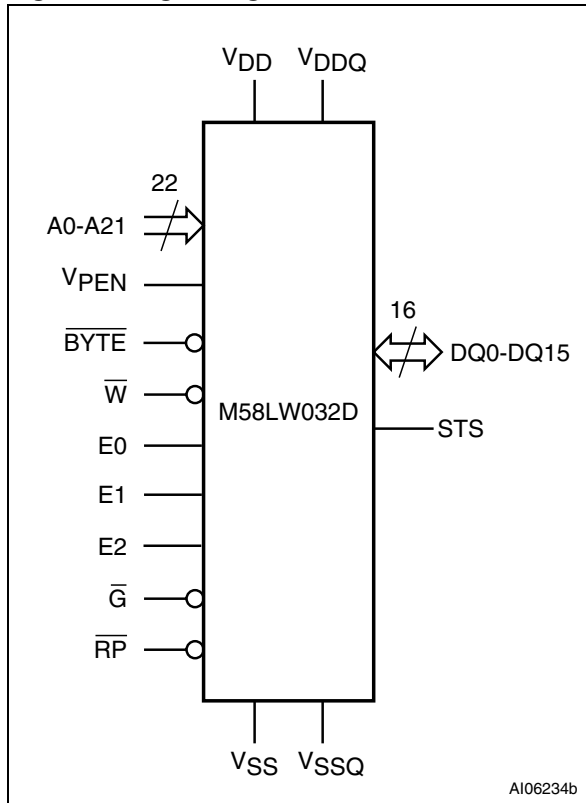 VDD VDDQ
22
A0-A21
VPEN
16
BYTE
DQ0-DQ15
W
M58LW032D
STS
E0
E1
E2
G
RP
VSS VSSQ
AI06234b